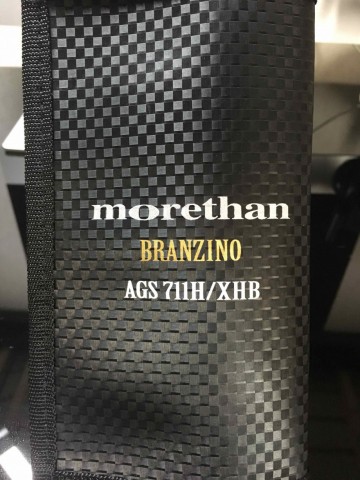 morethan
BRANZINO
AGS 711H/XHB